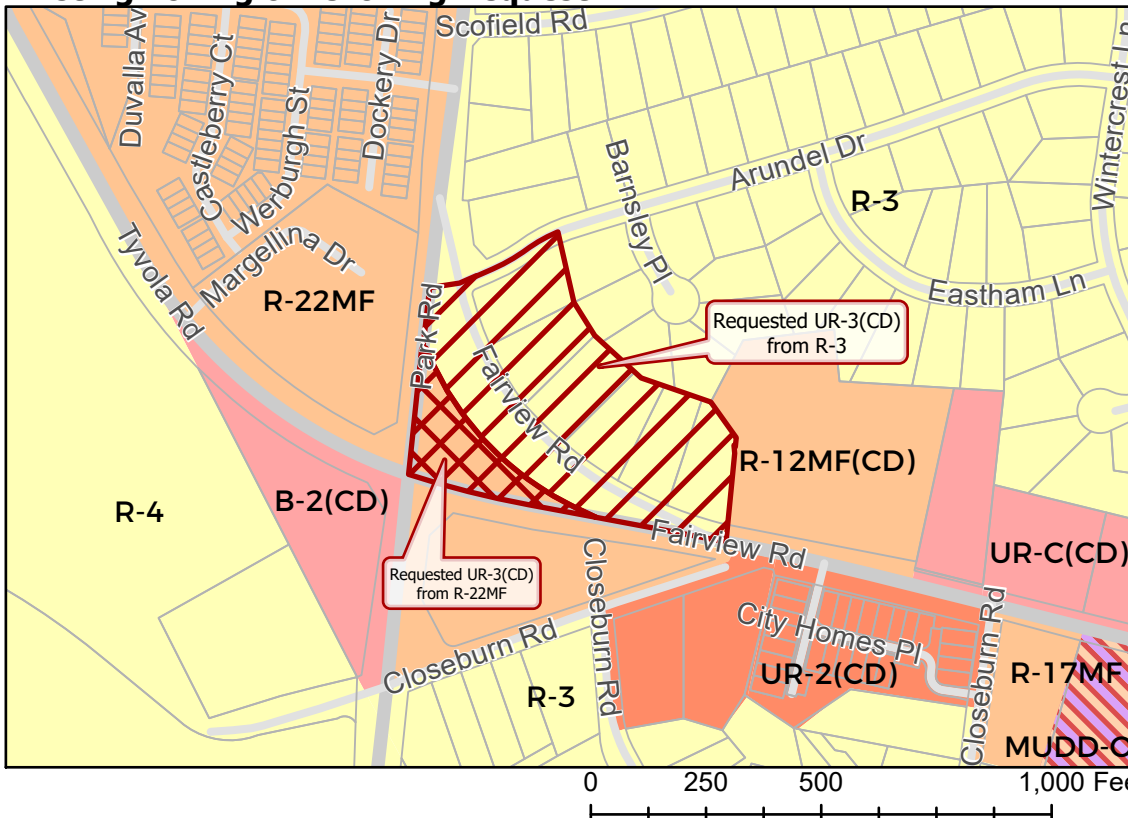 Scofield Rd
Duvalla Av
Castleberry Ct
Werburgh St
Dockery Dr
Margellina Dr
Tyvola Rd
Barnsley Pl
Arundel Dr
Wintercrest Ln
R-3
Eastham Ln
R-22MF
Park Rd
Fairview Rd
Requested UR-3(CD)
from R-3
R-12MF(CD)
B-2(CD)
R-4
Requested UR-3(CD)
from R-22MF
Fairview Rd
UR-C(CD)
Closeburn Rd
Closeburn Rd
City Homes Pl
UR-2(CD)
Closeburn Rd
R-3
R-17MF
MUDD-O
0 250 500 1,000 Fee